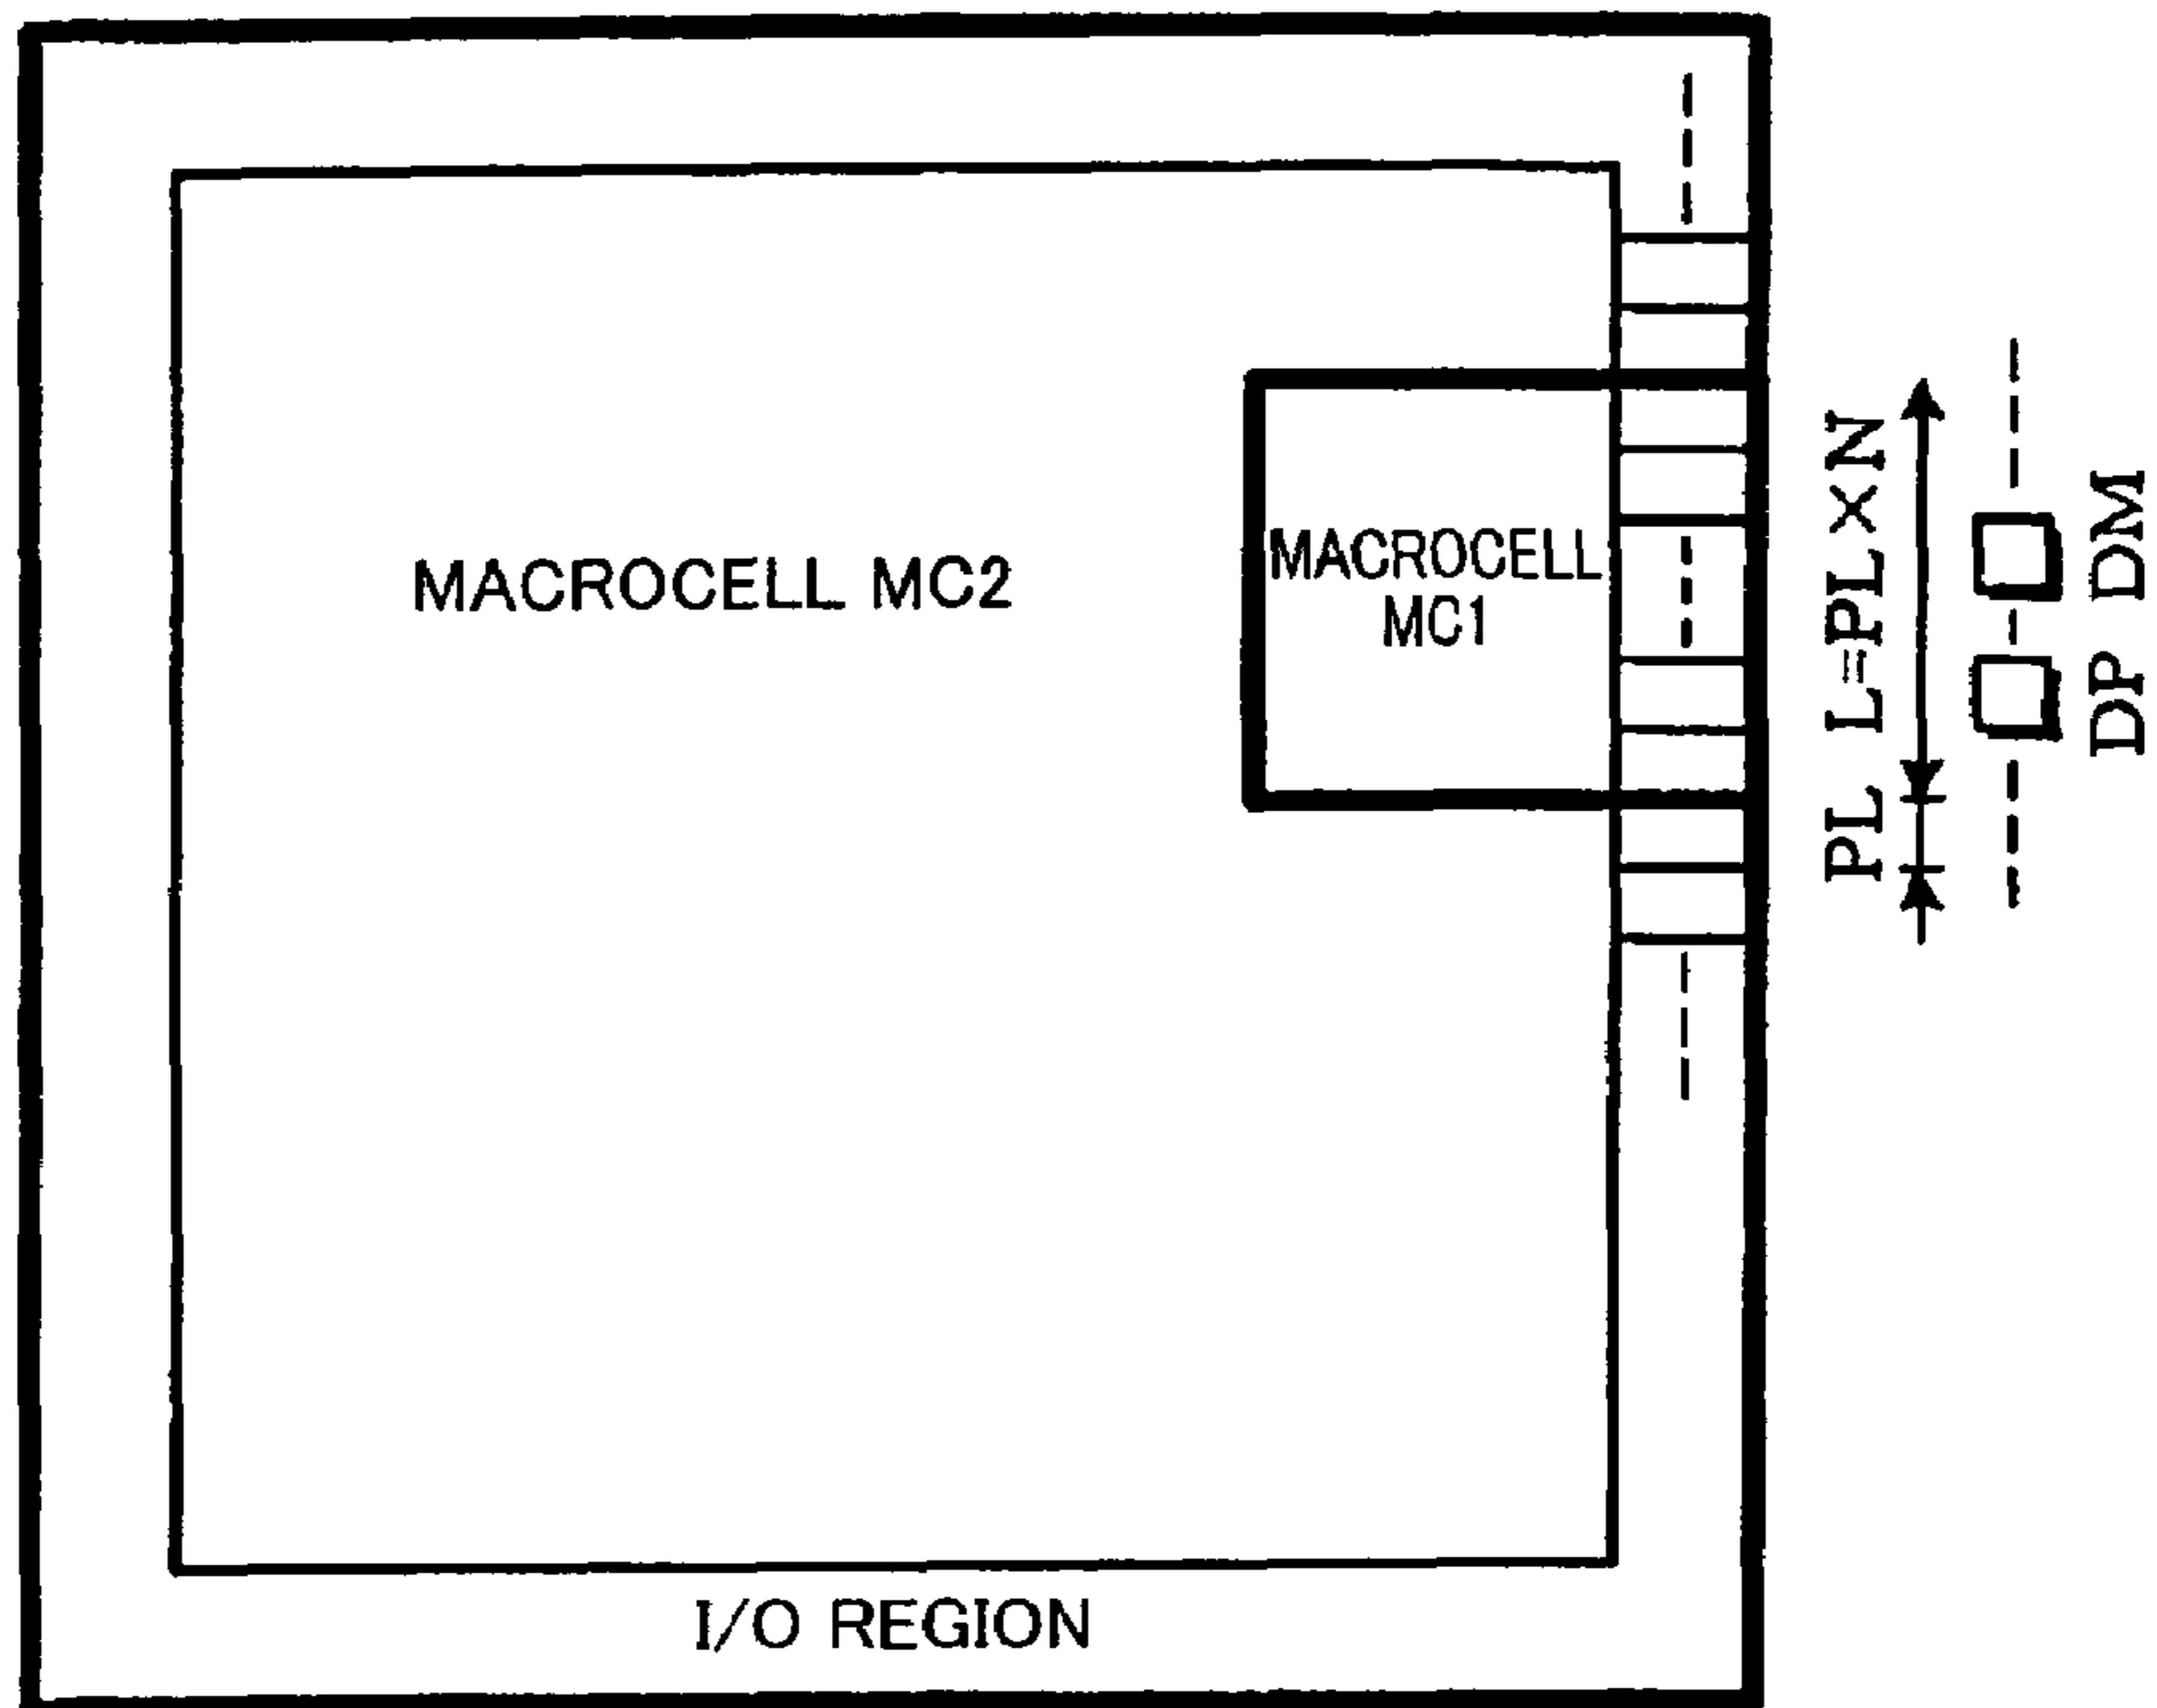 MACROCELL MC2
MACROCELL
MC1
PL L=PL×N
DP DM
I/O REGION